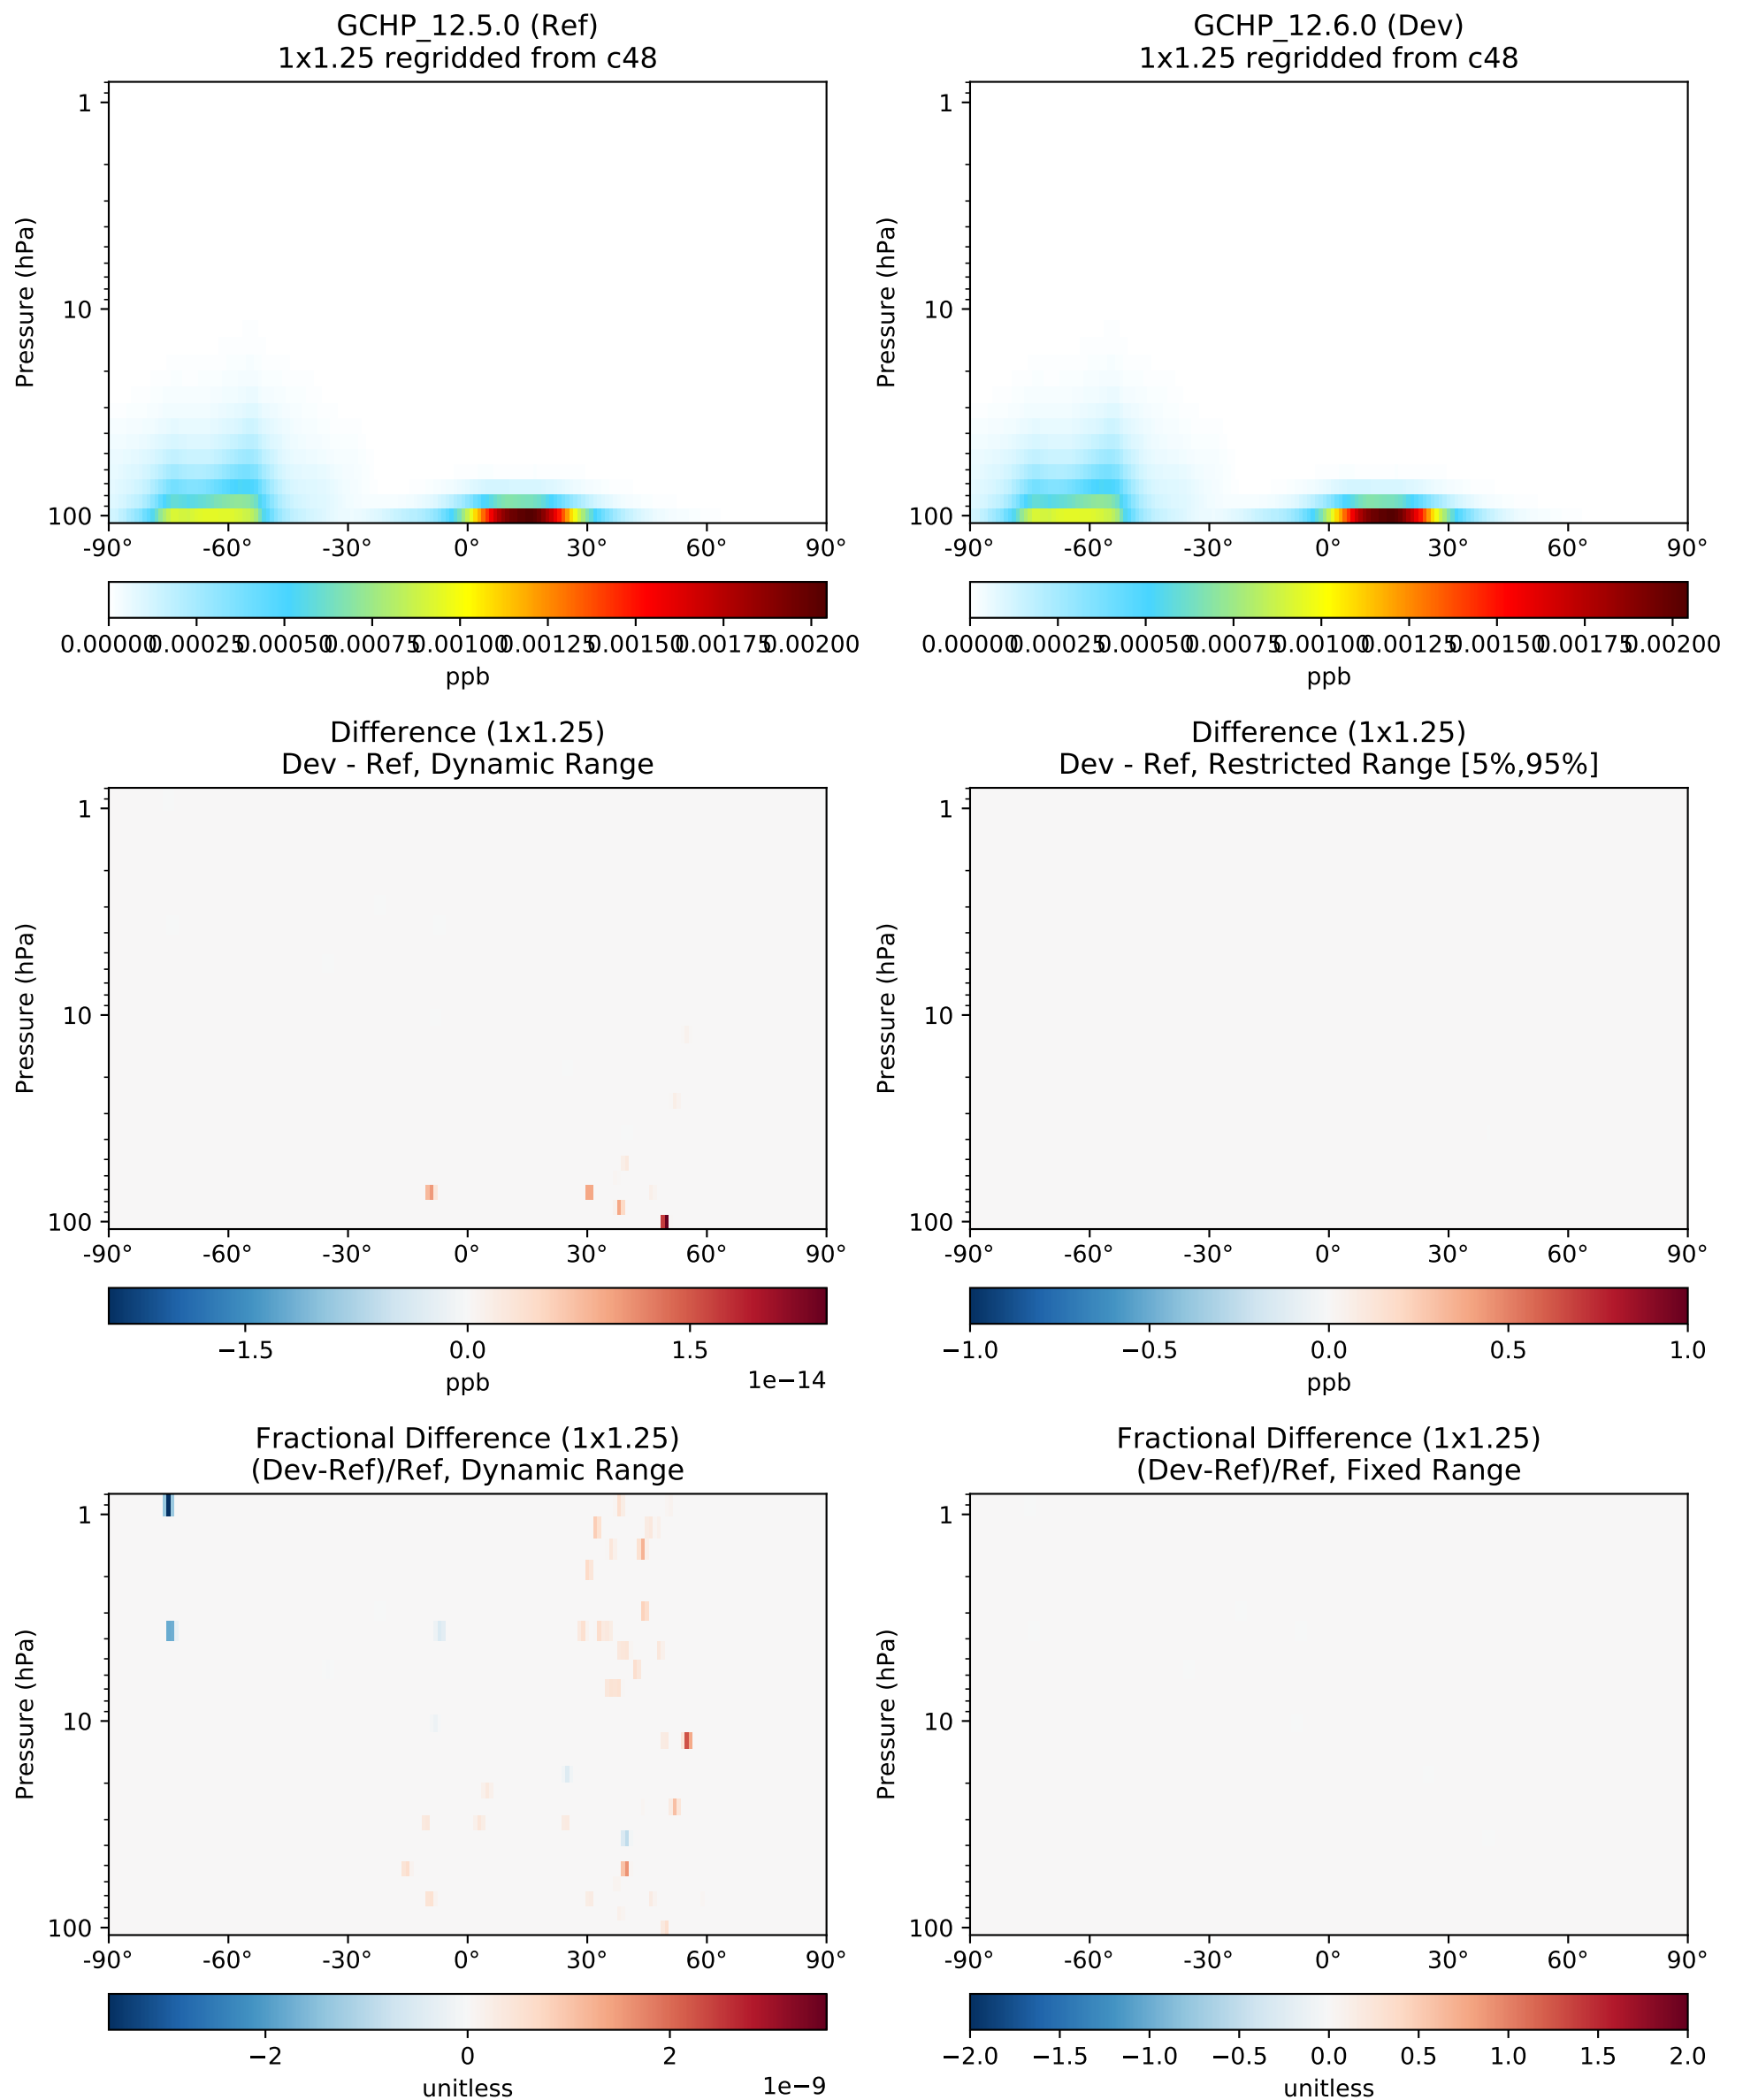 GCHP_12.5.0 (Ref)
1x1.25 regridded from c48
Pressure (hPa)
1
10
100
-90° -60° -30° 0° 30° 60° 90°
0.00000 0.00025 0.00050 0.00075 0.00100 0.00125 0.00150 0.00175 0.00200
ppb
GCHP_12.6.0 (Dev)
1x1.25 regridded from c48
Pressure (hPa)
1
10
100
-90° -60° -30° 0° 30° 60° 90°
0.00000 0.00025 0.00050 0.00075 0.00100 0.00125 0.00150 0.00175 0.00200
ppb
Difference (1x1.25)
Dev - Ref, Dynamic Range
Pressure (hPa)
1
10
100
-90° -60° -30° 0° 30° 60° 90°
−1.5 0.0 1.5
ppb
1e−14
Difference (1x1.25)
Dev - Ref, Restricted Range [5%,95%]
Pressure (hPa)
1
10
100
-90° -60° -30° 0° 30° 60° 90°
−1.0 −0.5 0.0 0.5 1.0
ppb
Fractional Difference (1x1.25)
(Dev-Ref)/Ref, Dynamic Range
Pressure (hPa)
1
10
100
-90° -60° -30° 0° 30° 60° 90°
−2 0 2
unitless
1e−9
Fractional Difference (1x1.25)
(Dev-Ref)/Ref, Fixed Range
Pressure (hPa)
1
10
100
-90° -60° -30° 0° 30° 60° 90°
−2.0 −1.5 −1.0 −0.5 0.0 0.5 1.0 1.5 2.0
unitless